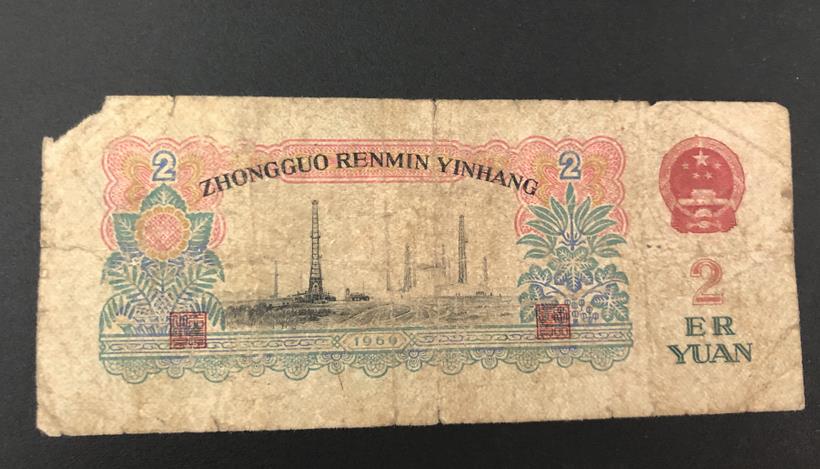 2
ZHONGGUO RENMIN YINHANG
2
1960
2
ER
YUAN